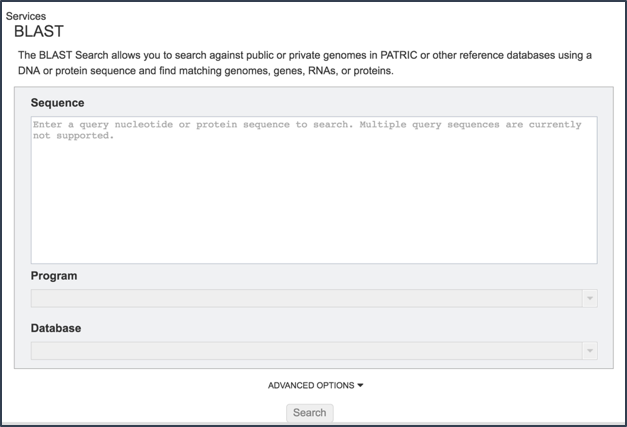 Services
BLAST
The BLAST Search allows you to search against public or private genomes in PATRIC or other reference databases using a
DNA or protein sequence and find matching genomes, genes, RNAs, or proteins.
Sequence
Enter a query nucleotide or protein sequence to search. Multiple query sequences are currently
not supported.
Program
Database
ADVANCED OPTIONS
Search